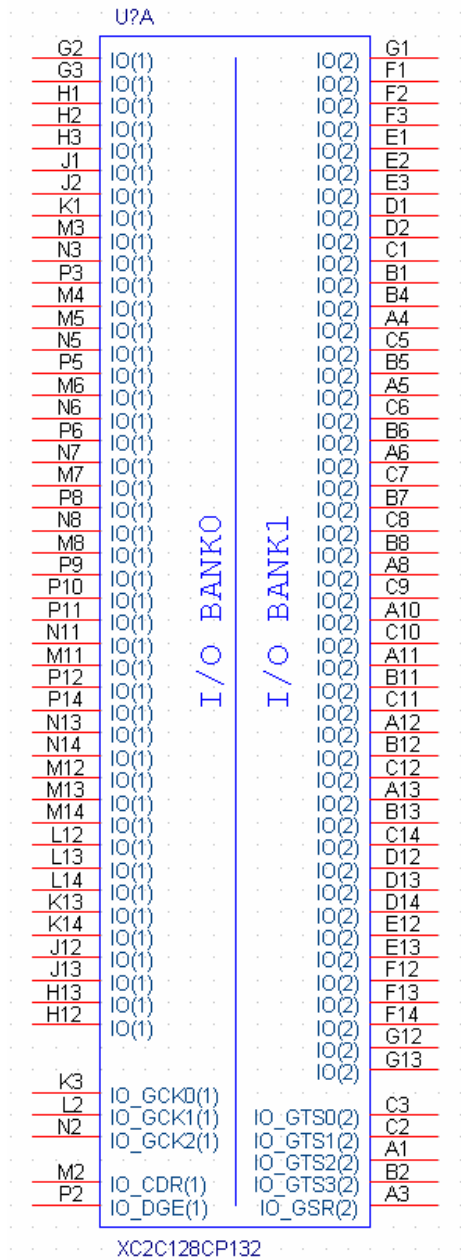 U?A
G2 IO(1) IO(2) G1
G3 IO(1) IO(2) F1
H1 IO(1) IO(2) F2
H2 IO(1) IO(2) F3
H3 IO(1) IO(2) E1
J1 IO(1) IO(2) E2
J2 IO(1) IO(2) E3
K1 IO(1) IO(2) D1
M3 IO(1) IO(2) D2
N3 IO(1) IO(2) C1
P3 IO(1) IO(2) B1
M4 IO(1) IO(2) B4
M5 IO(1) IO(2) A4
N5 IO(1) IO(2) C5
P5 IO(1) IO(2) B5
M6 IO(1) IO(2) A5
N6 IO(1) IO(2) C6
P6 IO(1) IO(2) B6
N7 IO(1) IO(2) A6
M7 IO(1) IO(2) C7
P8 IO(1) IO(2) B7
N8 IO(1) IO(2) C8
M8 IO(1) IO(2) B8
P9 IO(1) IO(2) A8
P10 IO(1) IO(2) C9
P11 IO(1) IO(2) A10
N11 IO(1) IO(2) C10
M11 IO(1) IO(2) A11
P12 IO(1) IO(2) B11
P14 IO(1) IO(2) C11
N13 IO(1) IO(2) A12
N14 IO(1) IO(2) B12
M12 IO(1) IO(2) C12
M13 IO(1) IO(2) A13
M14 IO(1) IO(2) B13
L12 IO(1) IO(2) C14
L13 IO(1) IO(2) D12
L14 IO(1) IO(2) D13
K13 IO(1) IO(2) D14
K14 IO(1) IO(2) E12
J12 IO(1) IO(2) E13
J13 IO(1) IO(2) F12
H13 IO(1) IO(2) F13
H12 IO(1) IO(2) F14
IO(2) G12
IO(2) G13
I/O BANK0
I/O BANK1
K3 IO_GCK0(1)
L2 IO_GCK1(1) IO_GTS0(2) C3
N2 IO_GCK2(1) IO_GTS1(2) C2
IO_GTS2(2) A1
M2 IO_CDR(1) IO_GTS3(2) B2
P2 IO_DGE(1) IO_GSR(2) A3
XC2C128CP132